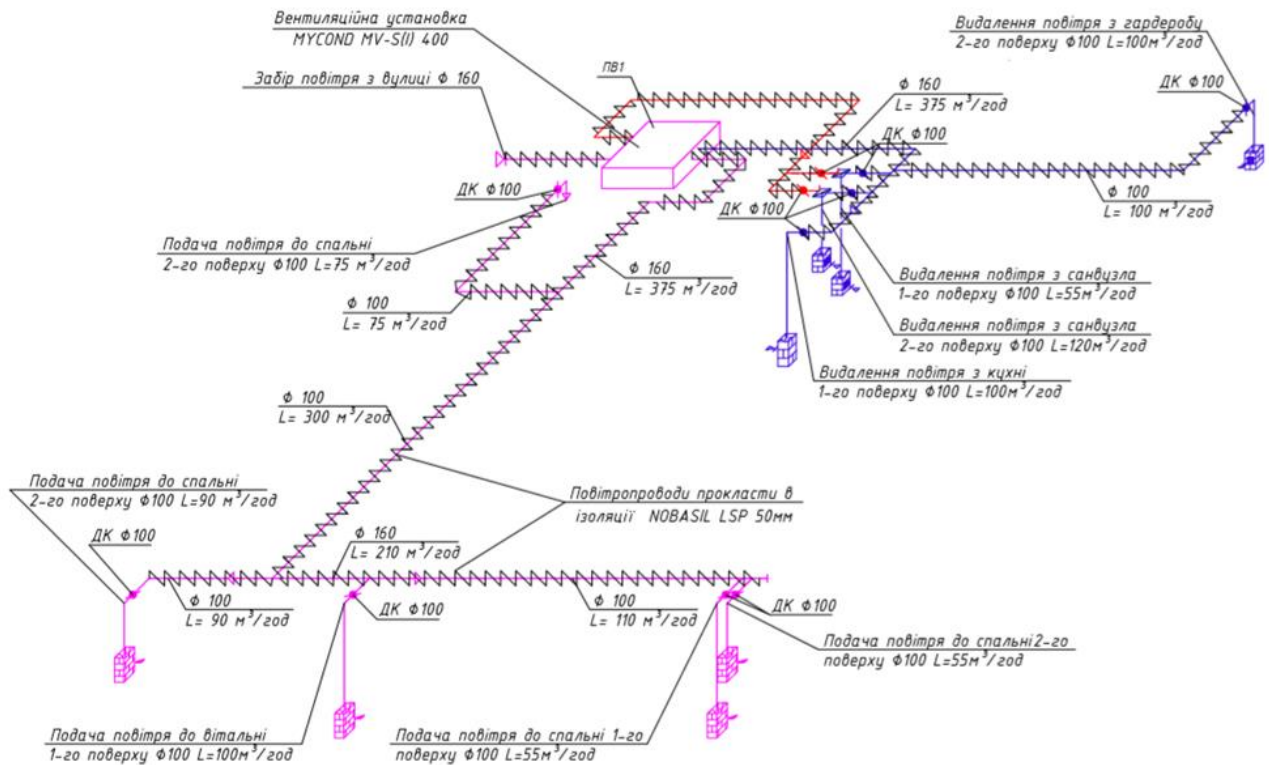 Вентиляційна установка
MYCOND MV-S(I) 400
Забір повітря з вулиці Ф 160
ПВ1
Ф 160
L= 375 м³/год
ДК Ф100
Видалення повітря з гардеробу
2-го поверху Ф100 L=100м³/год
ДК Ф100
ДК Ф100
Подача повітря до спальні
2-го поверху Ф100 L=75 м³/год
ДК Ф100
Ф 100
L= 100 м³/год
Ф 160
L= 375 м³/год
Ф 100
L= 75 м³/год
Видалення повітря з санвузла
1-го поверху Ф100 L=55м³/год
Видалення повітря з санвузла
2-го поверху Ф100 L=120м³/год
Видалення повітря з кухні
1-го поверху Ф100 L=100м³/год
Ф 100
L= 300 м³/год
Подача повітря до спальні
2-го поверху Ф100 L=90 м³/год
ДК Ф100
Повітропроводи прокласти в
ізоляції NOBASIL LSP 50мм
Ф 160
L= 210 м³/год
Ф 100
L= 90 м³/год
ДК Ф100
Ф 100
L= 110 м³/год
ДК Ф100
Подача повітря до спальні 2-го
поверху Ф100 L=55м³/год
Подача повітря до вітальні
1-го поверху Ф100 L=100м³/год
Подача повітря до спальні 1-го
поверху Ф100 L=55м³/год